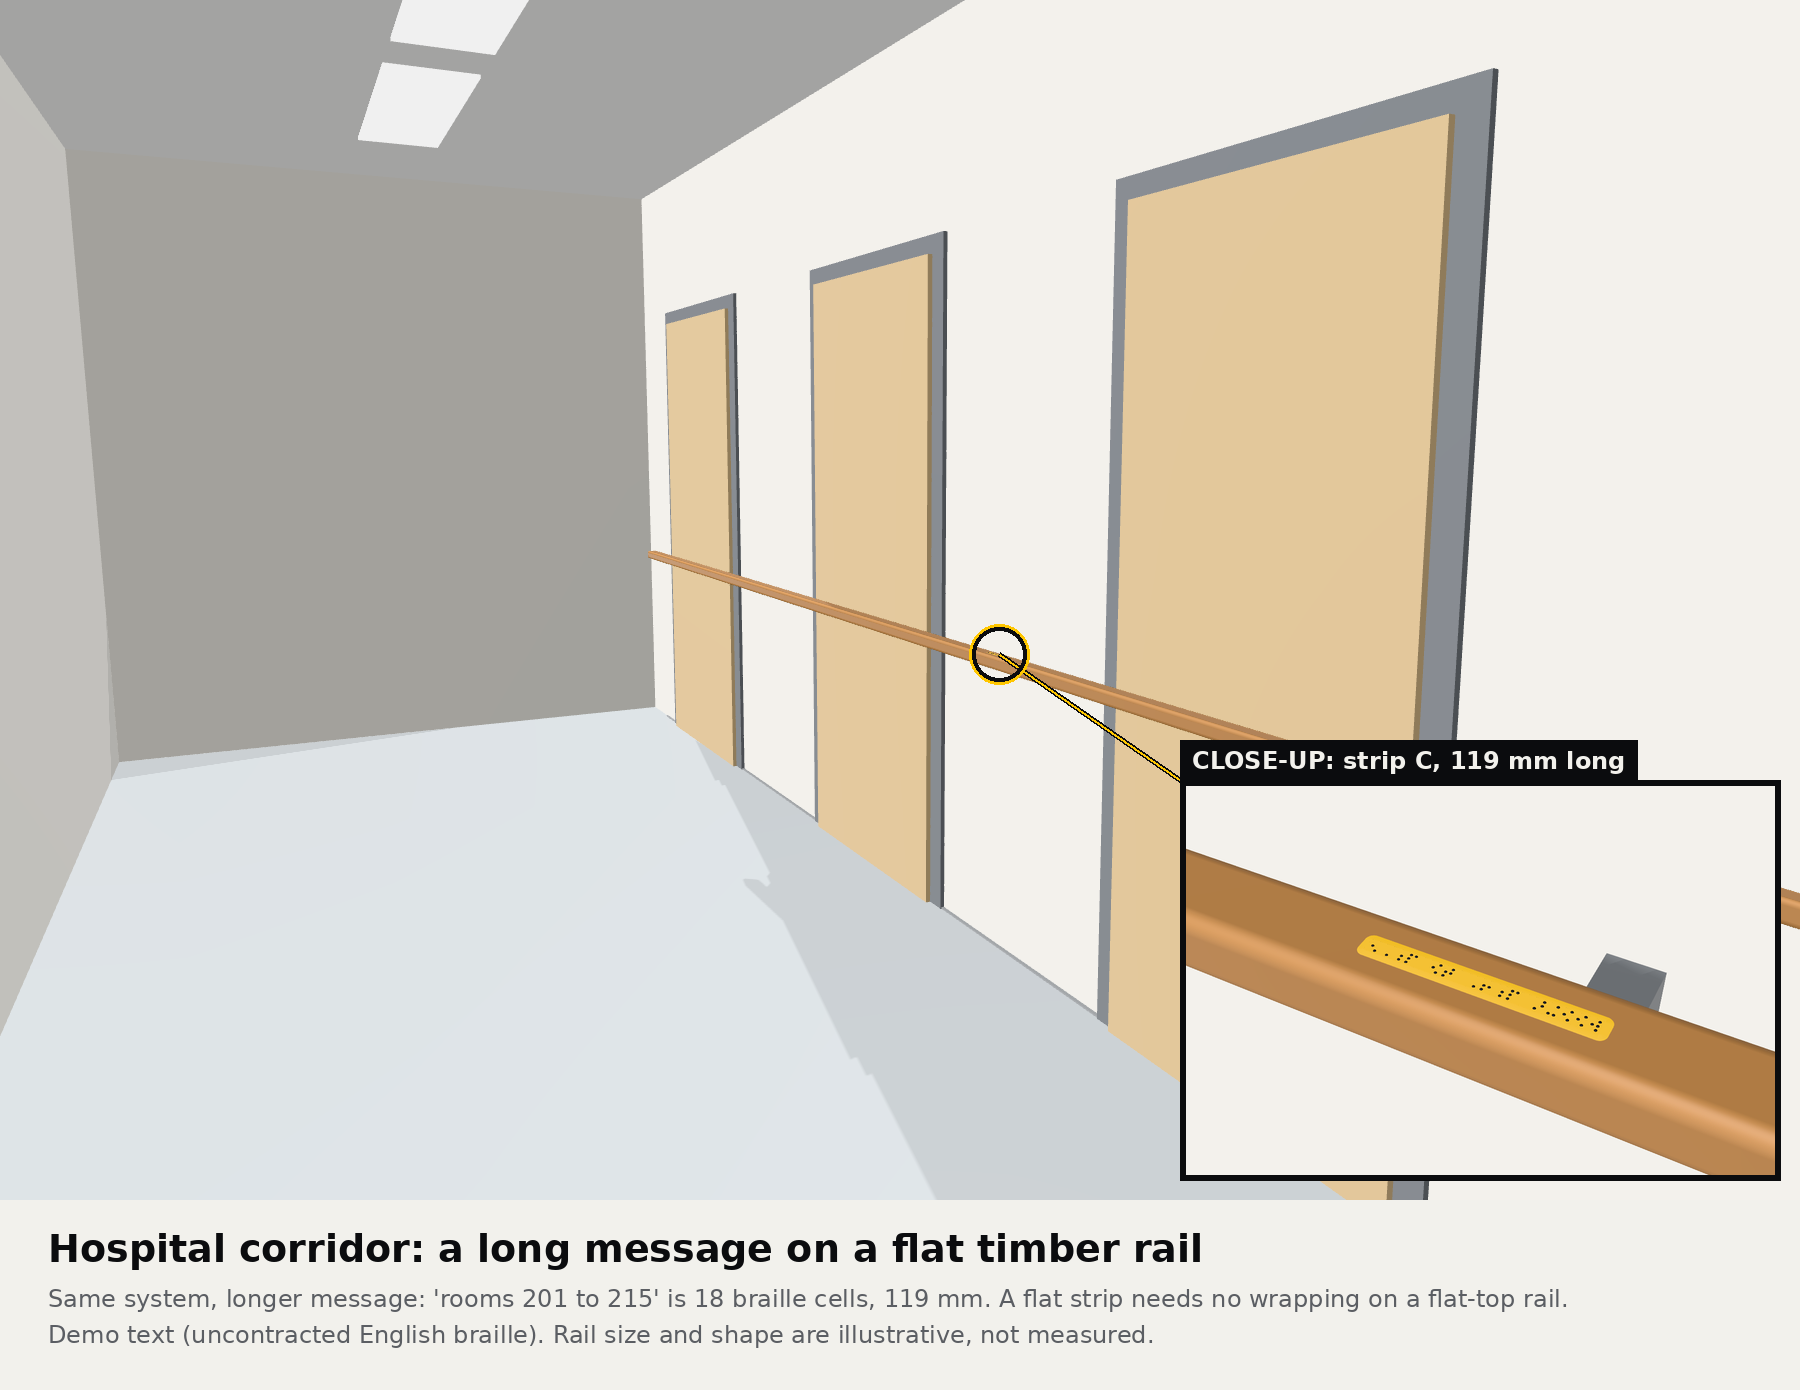 CLOSE-UP: strip C, 119 mm long
Hospital corridor: a long message on a flat timber rail
Same system, longer message: 'rooms 201 to 215' is 18 braille cells, 119 mm. A flat strip needs no wrapping on a flat-top rail.
Demo text (uncontracted English braille). Rail size and shape are illustrative, not measured.